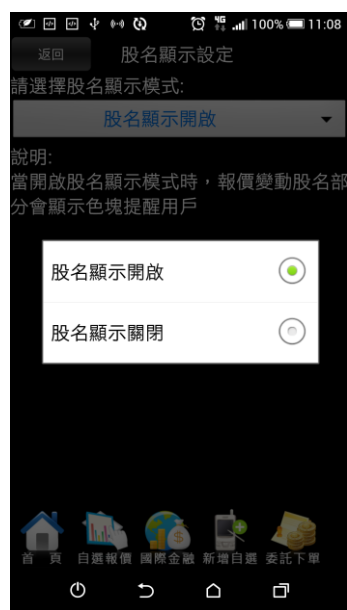 4G 100% 11:08
返回 股名顯示設定
請選擇股名顯示模式:
股名顯示開啟
說明:
當開啟股名顯示模式時，報價變動股名部
分會顯示色塊提醒用戶
股名顯示開啟
股名顯示關閉
首 頁 自選報價 國際金融 新增自選 委託下單